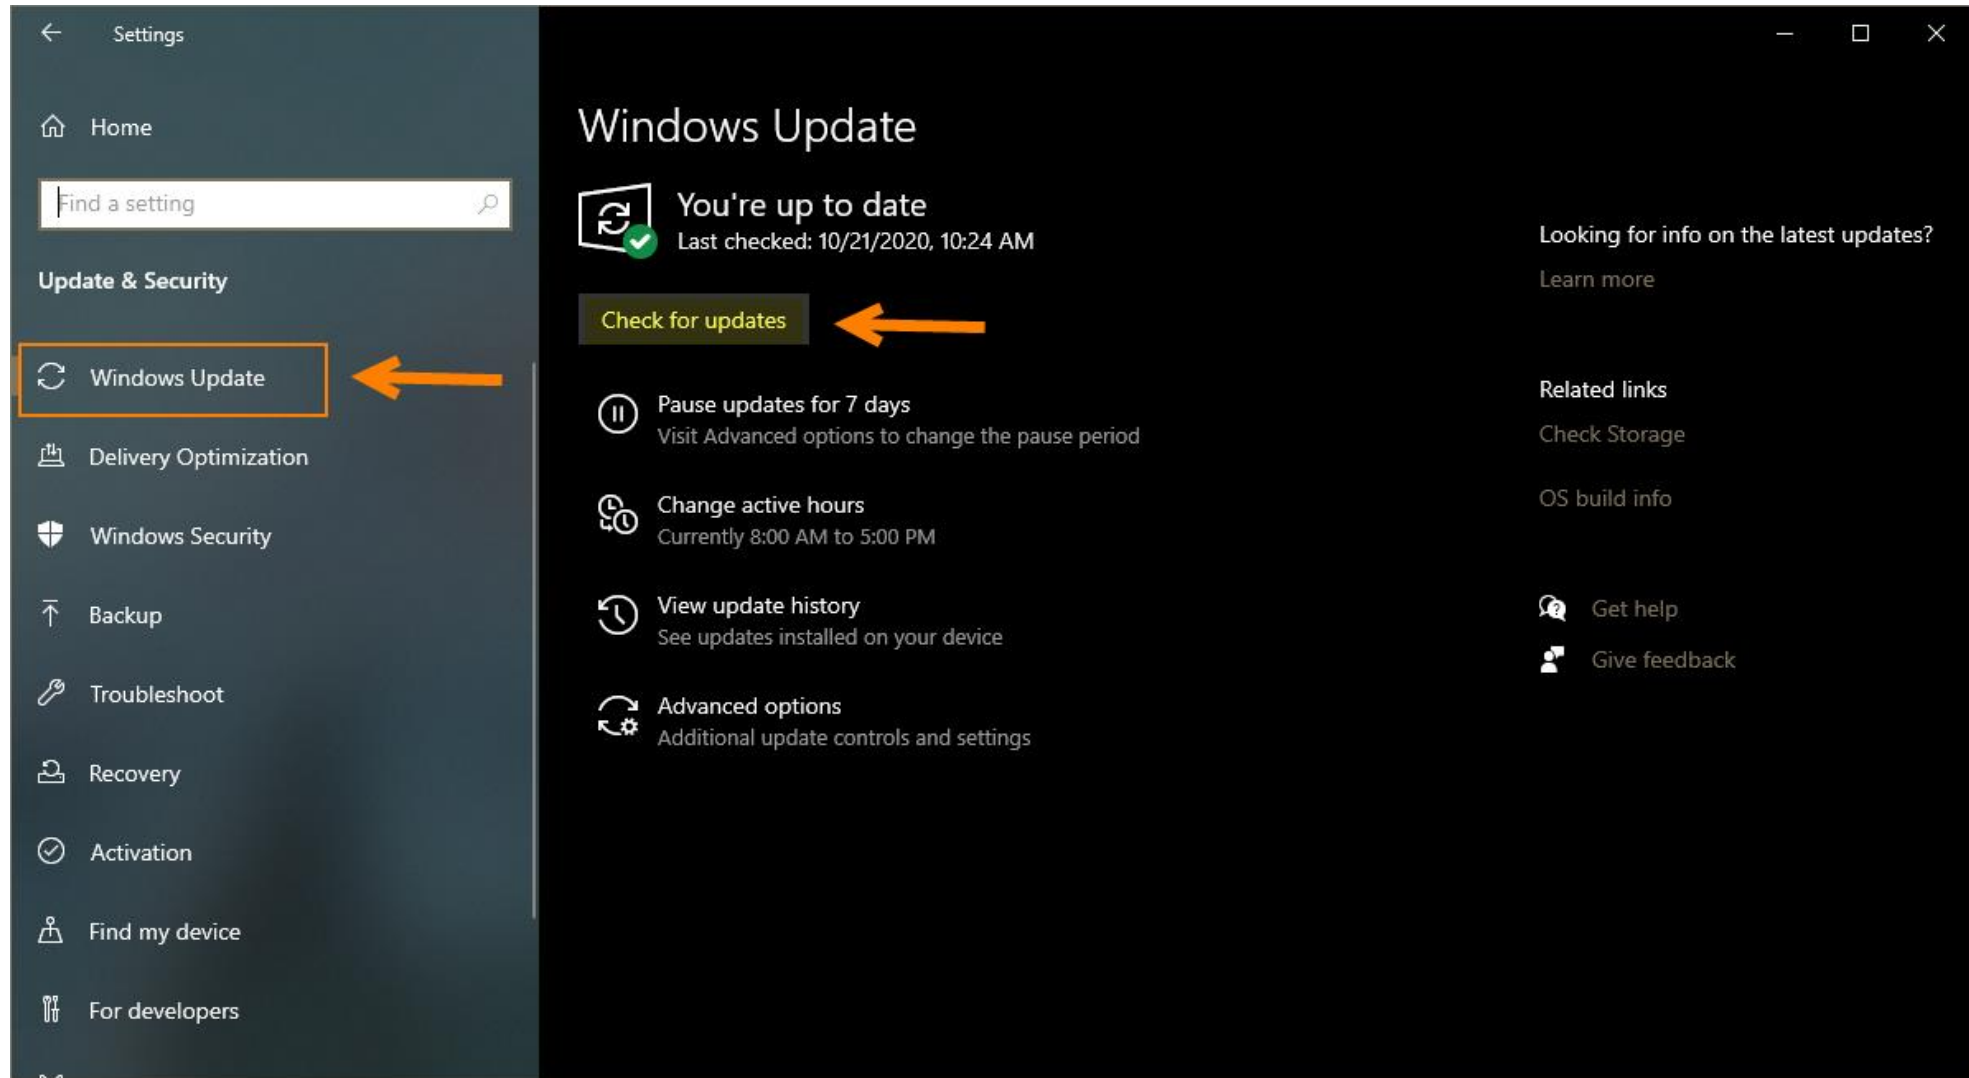 Settings
Home
Find a setting
Update & Security
Windows Update
Delivery Optimization
Windows Security
Backup
Troubleshoot
Recovery
Activation
Find my device
For developers
Windows Update
You're up to date
Last checked: 10/21/2020, 10:24 AM
Check for updates
Pause updates for 7 days
Visit Advanced options to change the pause period
Change active hours
Currently 8:00 AM to 5:00 PM
View update history
See updates installed on your device
Advanced options
Additional update controls and settings
Looking for info on the latest updates?
Learn more
Related links
Check Storage
OS build info
Get help
Give feedback